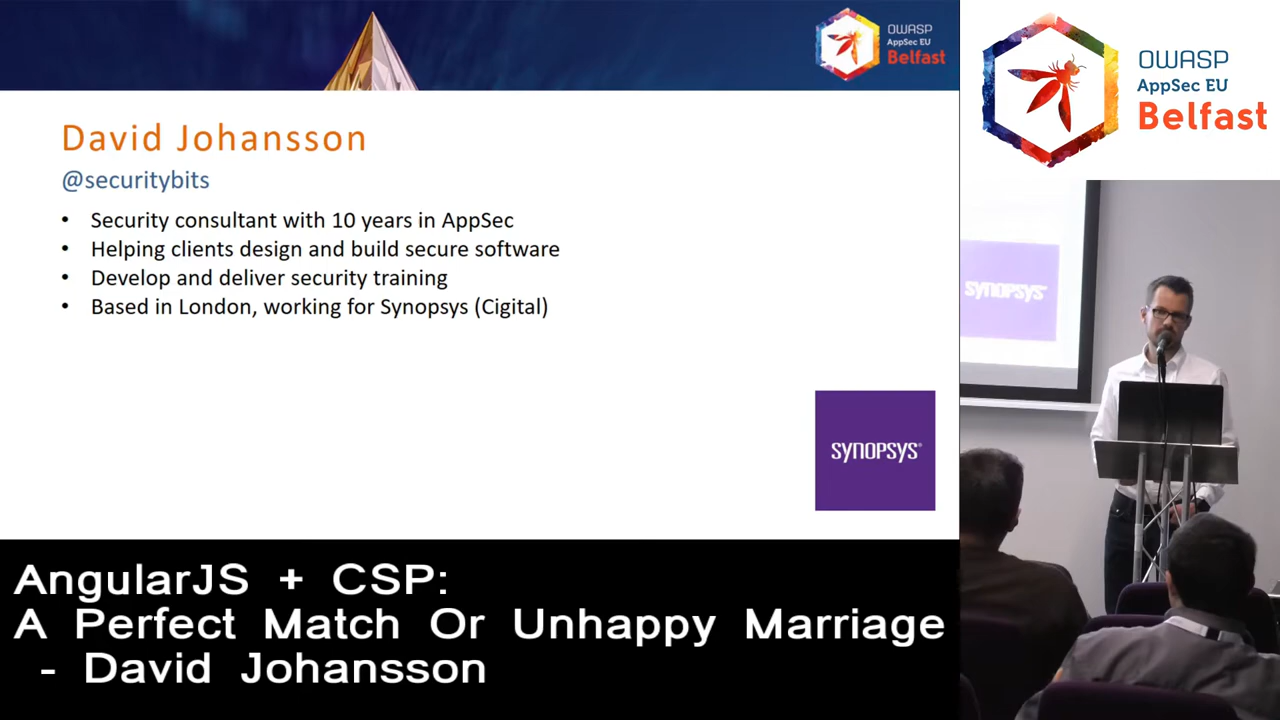 OWASP
AppSec EU
Belfast
David Johansson
@securitybits
• Security consultant with 10 years in AppSec
• Helping clients design and build secure software
• Develop and deliver security training
• Based in London, working for Synopsys (Cigital)
SYNOPSYS®
AngularJS + CSP:
A Perfect Match Or Unhappy Marriage
- David Johansson
OWASP
AppSec EU
Belfast
SYNOPSYS